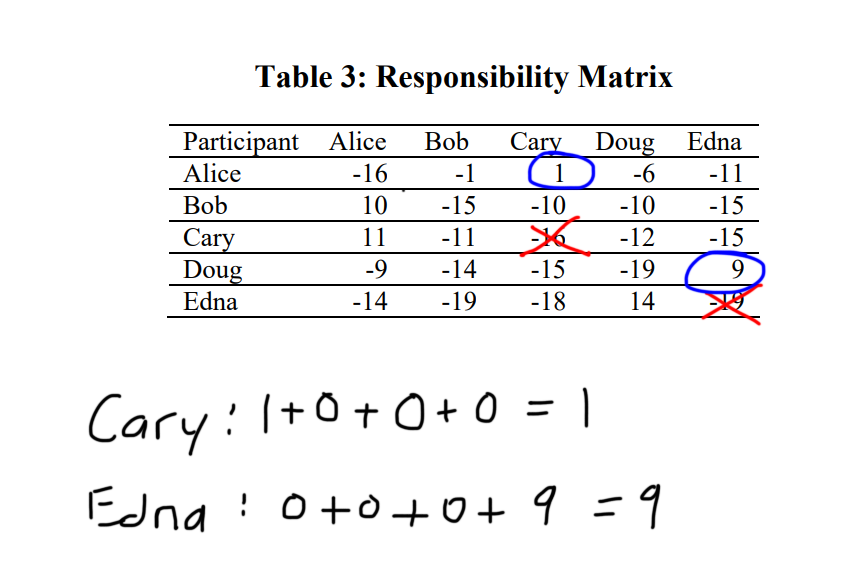 Table 3: Responsibility Matrix
Participant Alice Bob Cary Doug Edna
Alice -16 -1 1 -6 -11
Bob 10 -15 -10 -10 -15
Cary 11 -11 -16 -12 -15
Doug -9 -14 -15 -19 9
Edna -14 -19 -18 14 -19
Cary: 1+0+0+0 = 1
Edna: 0+0+0+9 = 9